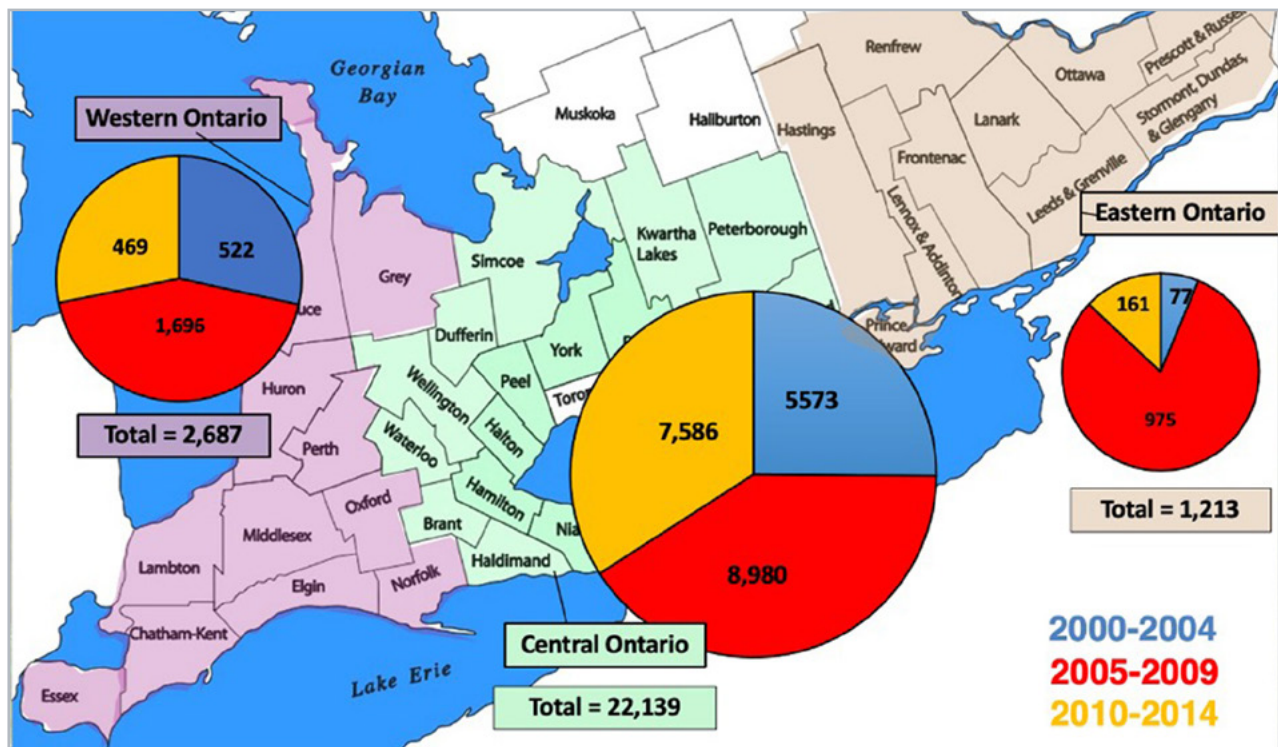 Georgian
Bay
Western Ontario
469
522
1,696
Total = 2,687
Muskoka
Haliburton
Renfrew
Ottawa
Prescott &
Stormont, Dundas,
& Glengarry
Lanark
Hastings
Frontenac
Leeds & Grenville
Lennox & Addinton
Eastern Ontario
161
77
975
Total = 1,213
Grey
Simcoe
Kwartha
Lakes
Peterborough
Dufferin
York
Peel
Wellington
Halton
Waterloo
Hamilton
Brant
Haldimand
Prince
Huron
Perth
Oxford
Middlesex
Lambton
Elgin
Norfolk
Chatham-Kent
Essex
Lake Erie
5573
7,586
8,980
Central Ontario
Total = 22,139
2000-2004
2005-2009
2010-2014